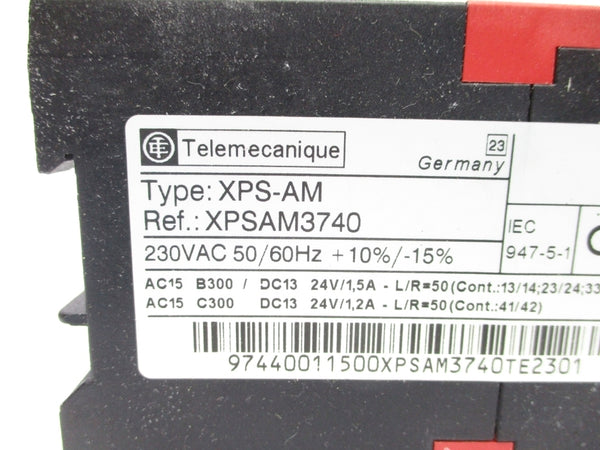 Telemecanique
23
Germany
Type: XPS-AM
Ref.: XPSAM3740
230VAC 50/60Hz +10%/-15%
IEC
947-5-1
AC15 B300 / DC13 24V/1,5A - L/R=50(Cont.:13/14;23/24;33
AC15 C300 DC13 24V/1,2A - L/R=50(Cont.:41/42)
97440011500XPSAM3740TE2301